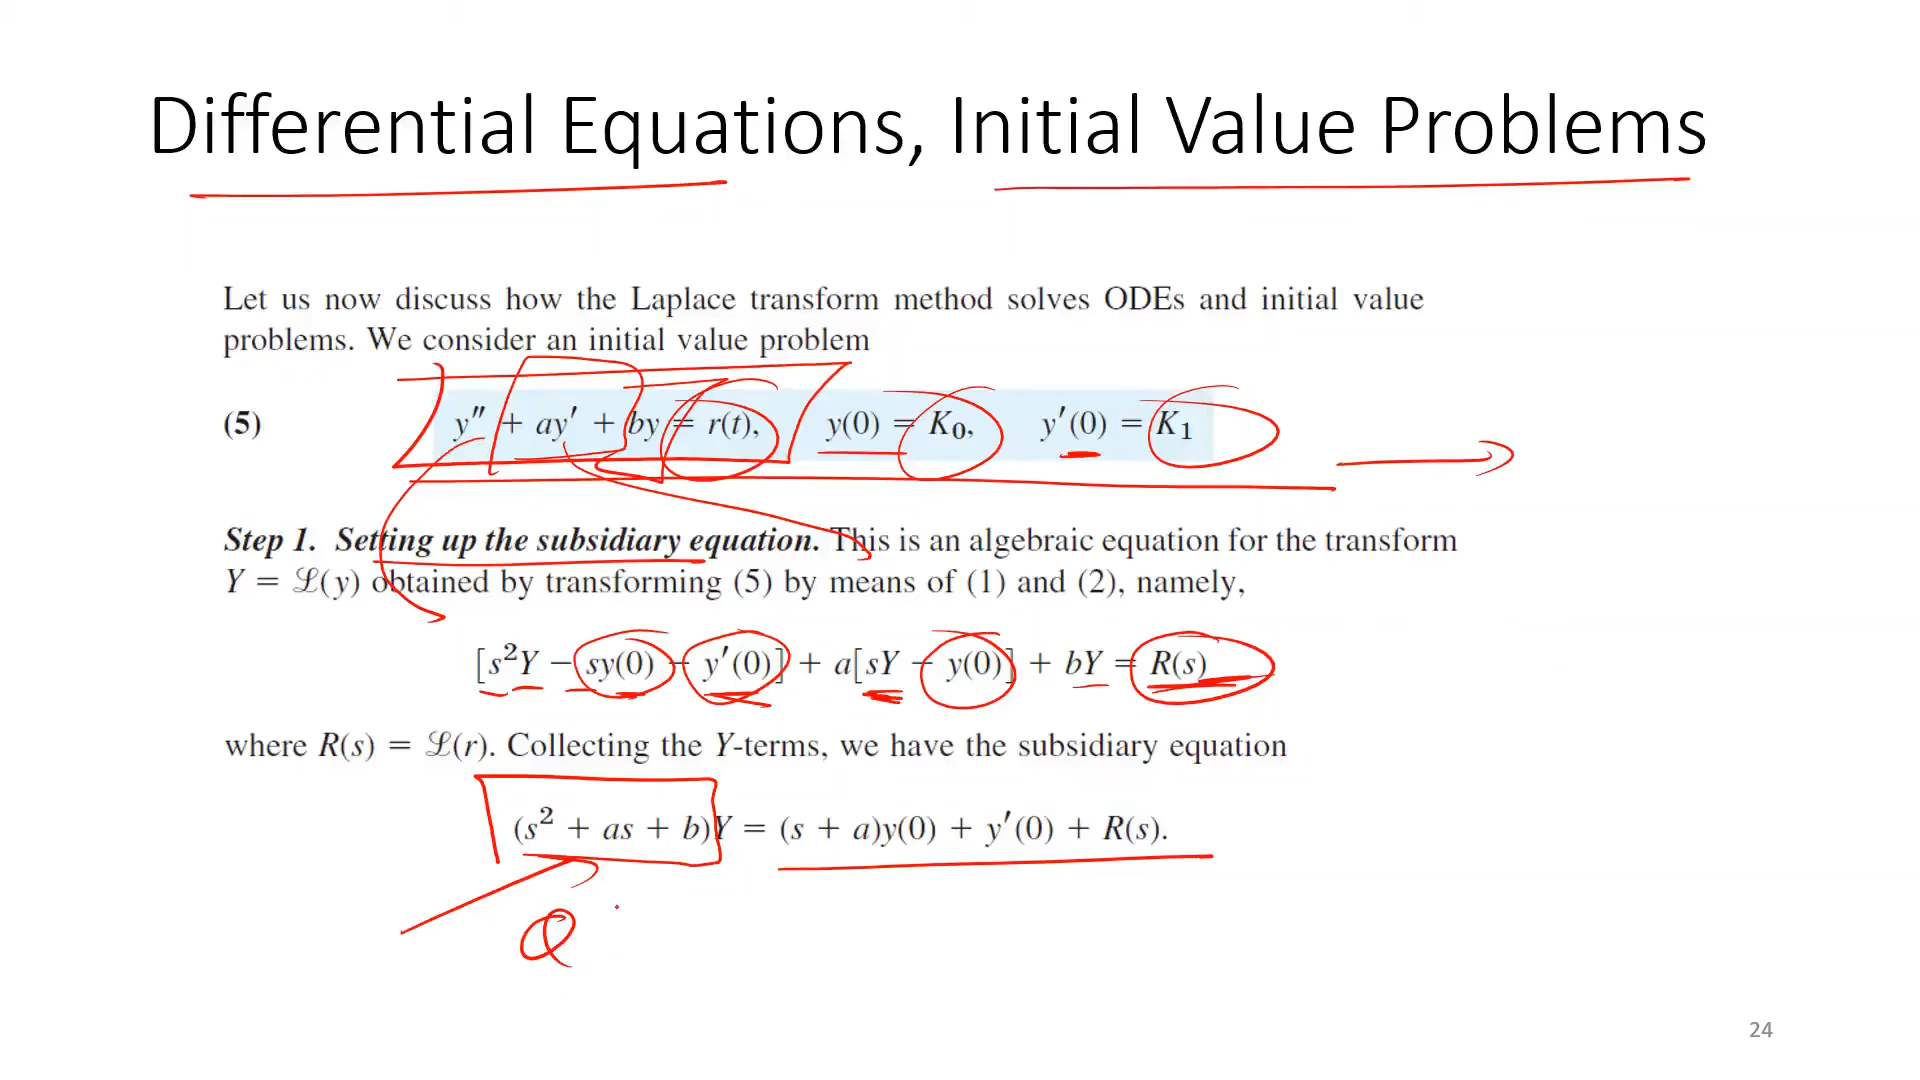 Differential Equations, Initial Value Problems
Let us now discuss how the Laplace transform method solves ODEs and initial value
problems. We consider an initial value problem
(5) y″ + ay′ + by = r(t), y(0) = K₀, y′(0) = K₁
Step 1. Setting up the subsidiary equation. This is an algebraic equation for the transform
Y = ℒ(y) obtained by transforming (5) by means of (1) and (2), namely,
[s²Y − sy(0) − y′(0)] + a[sY − y(0)] + bY = R(s)
where R(s) = ℒ(r). Collecting the Y-terms, we have the subsidiary equation
(s² + as + b)Y = (s + a)y(0) + y′(0) + R(s).
Q
24